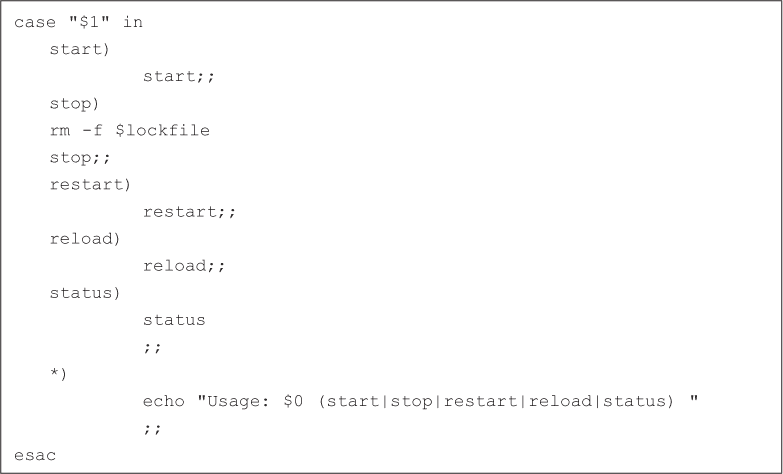 case "$1" in
start)
start;;
stop)
rm -f $lockfile
stop;;
restart)
restart;;
reload)
reload;;
status)
status
;;
*)
echo "Usage: $0 (start|stop|restart|reload|status) "
;;
esac